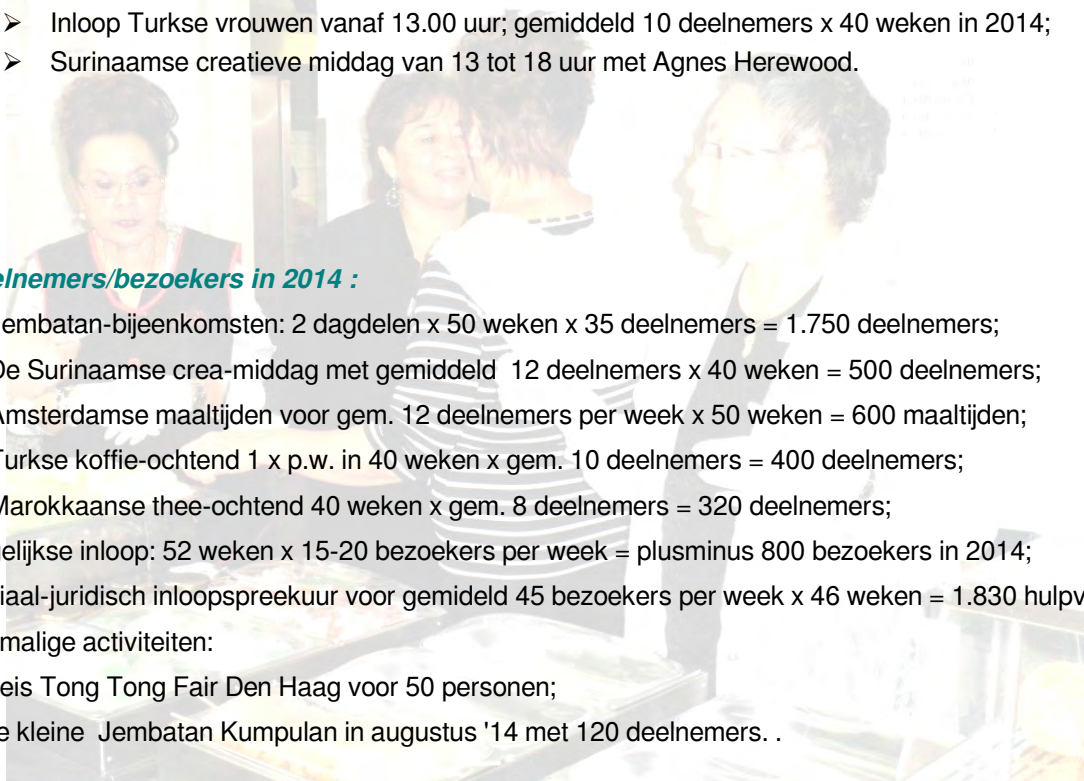 ➢ Inloop Turkse vrouwen vanaf 13.00 uur; gemiddeld 10 deelnemers x 40 weken in 2014;
➢ Surinaamse creatieve middag van 13 tot 18 uur met Agnes Herewood.
elnemers/bezoekers in 2014 :
embatan-bijeenkomsten: 2 dagdelen x 50 weken x 35 deelnemers = 1.750 deelnemers;
De Surinaamse crea-middag met gemiddeld 12 deelnemers x 40 weken = 500 deelnemers;
Amsterdamse maaltijden voor gem. 12 deelnemers per week x 50 weken = 600 maaltijden;
Turkse koffie-ochtend 1 x p.w. in 40 weken x gem. 10 deelnemers = 400 deelnemers;
Marokkaanse thee-ochtend 40 weken x gem. 8 deelnemers = 320 deelnemers;
elijkse inloop: 52 weken x 15-20 bezoekers per week = plusminus 800 bezoekers in 2014;
iaal-juridisch inloopspreekuur voor gemideld 45 bezoekers per week x 46 weken = 1.830 hulpv
malige activiteiten:
eis Tong Tong Fair Den Haag voor 50 personen;
e kleine Jembatan Kumpulan in augustus '14 met 120 deelnemers. .